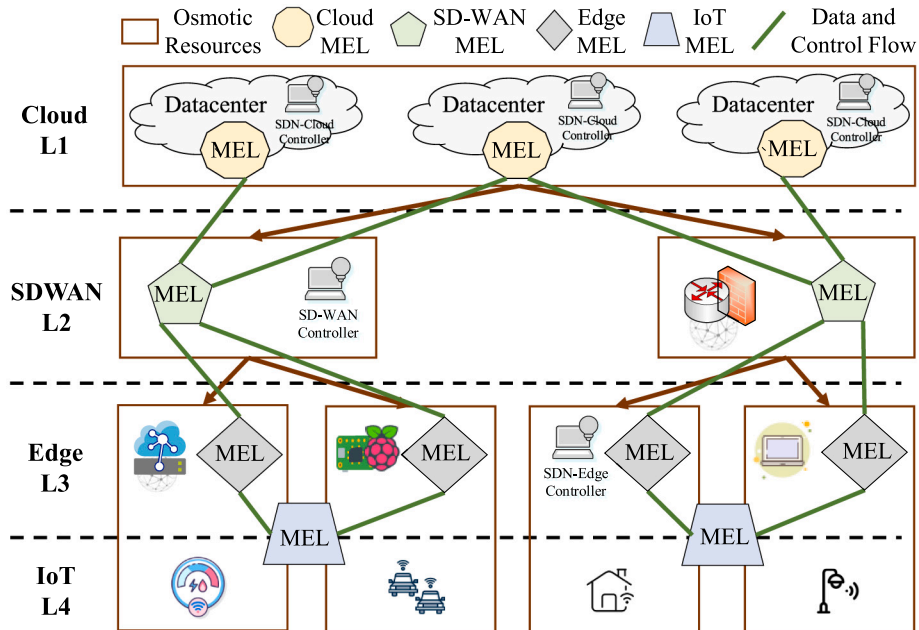 Osmotic
Resources
Cloud
MEL
SD-WAN
MEL
Edge
MEL
IoT
MEL
Data and
Control Flow
Cloud
L1
Datacenter
SDN-Cloud
Controller
MEL
Datacenter
SDN-Cloud
Controller
MEL
Datacenter
SDN-Cloud
Controller
MEL
SDWAN
L2
MEL
SD-WAN
Controller
MEL
Edge
L3
MEL
MEL
SDN-Edge
Controller
MEL
MEL
MEL
MEL
IoT
L4